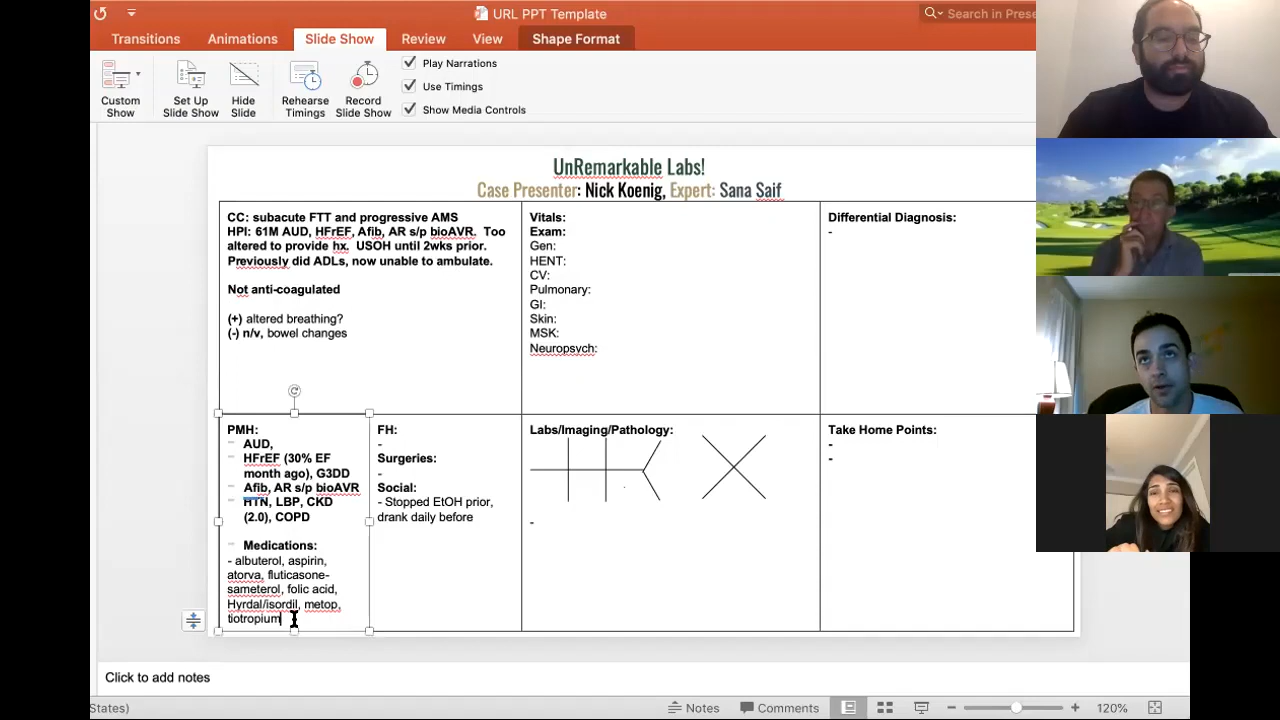 URL PPT Template
Search in Prese
Transitions
Animations
Slide Show
Review
View
Shape Format
Custom Show
Set Up Slide Show
Hide Slide
Rehearse Timings
Record Slide Show
Play Narrations
Use Timings
Show Media Controls
UnRemarkable Labs!
Case Presenter: Nick Koenig, Expert: Sana Saif
CC: subacute FTT and progressive AMS
HPI: 61M AUD, HFrEF, Afib, AR s/p bioAVR. Too
altered to provide hx. USOH until 2wks prior.
Previously did ADLs, now unable to ambulate.
Not anti-coagulated
(+) altered breathing?
(-) n/v, bowel changes
Vitals:
Exam:
Gen:
HENT:
CV:
Pulmonary:
GI:
Skin:
MSK:
Neuropsych:
Differential Diagnosis:
-
PMH:
- AUD,
- HFrEF (30% EF
month ago), G3DD
- Afib, AR s/p bioAVR
- HTN, LBP, CKD
(2.0), COPD
- Medications:
- albuterol, aspirin,
atorva, fluticasone-
sameterol, folic acid,
Hyrdal/isordil, metop,
tiotropium
FH:
-
Surgeries:
-
Social:
- Stopped EtOH prior,
drank daily before
Labs/Imaging/Pathology:
-
Take Home Points:
-
-
Click to add notes
States)
Notes
Comments
120%